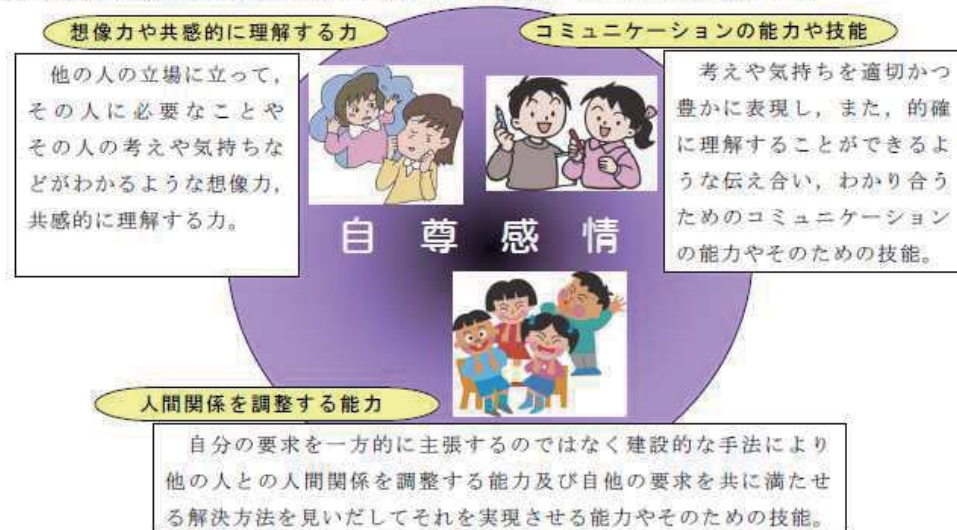 想像力や共感的に理解する力
他の人の立場に立って，
その人に必要なことや
その人の考えや気持ちな
どがわかるような想像力，
共感的に理解する力。
コミュニケーションの能力や技能
考えや気持ちを適切かつ
豊かに表現し，また，的確
に理解することができるよ
うな伝え合い，わかり合う
ためのコミュニケーション
の能力やそのための技能。
自尊感情
人間関係を調整する能力
自分の要求を一方的に主張するのではなく建設的な手法により
他の人との人間関係を調整する能力及び自他の要求を共に満たせ
る解決方法を見いだしてそれを実現させる能力やそのための技能。